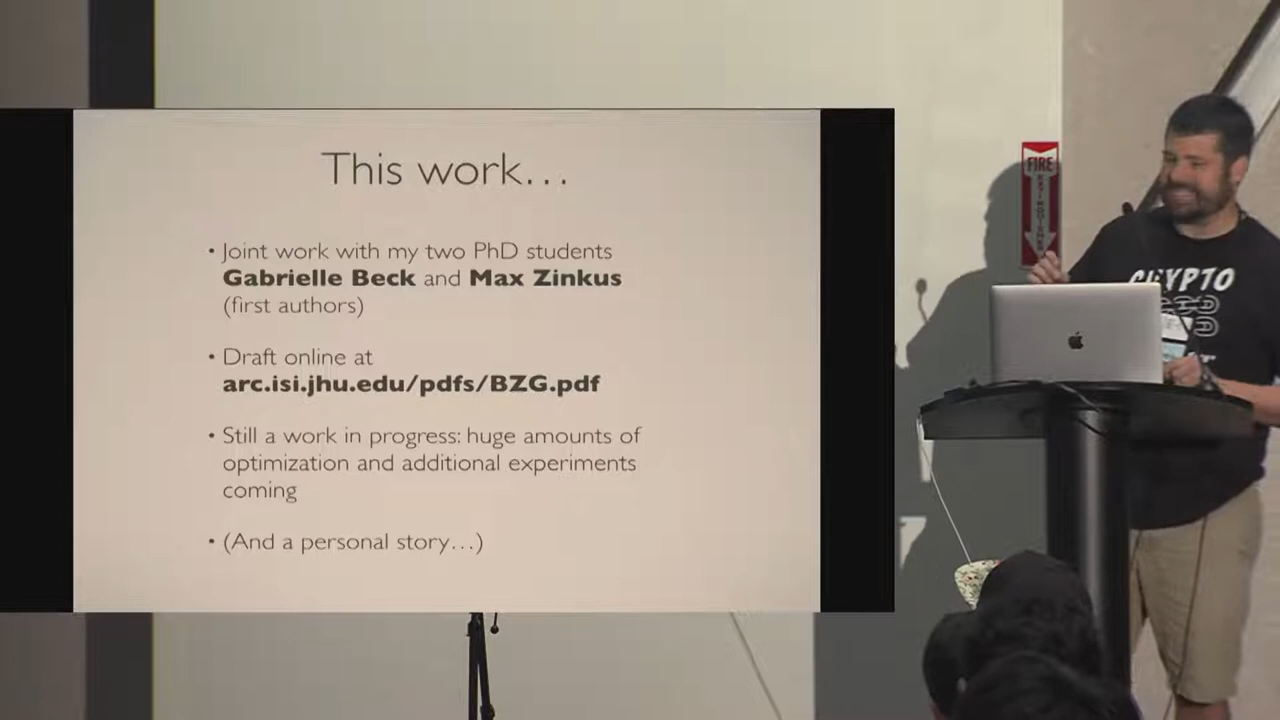 This work...
• Joint work with my two PhD students
Gabrielle Beck and Max Zinkus
(first authors)
• Draft online at
arc.isi.jhu.edu/pdfs/BZG.pdf
• Still a work in progress: huge amounts of
optimization and additional experiments
coming
• (And a personal story...)
FIRE
EXTINGUISHER
CRYPTO